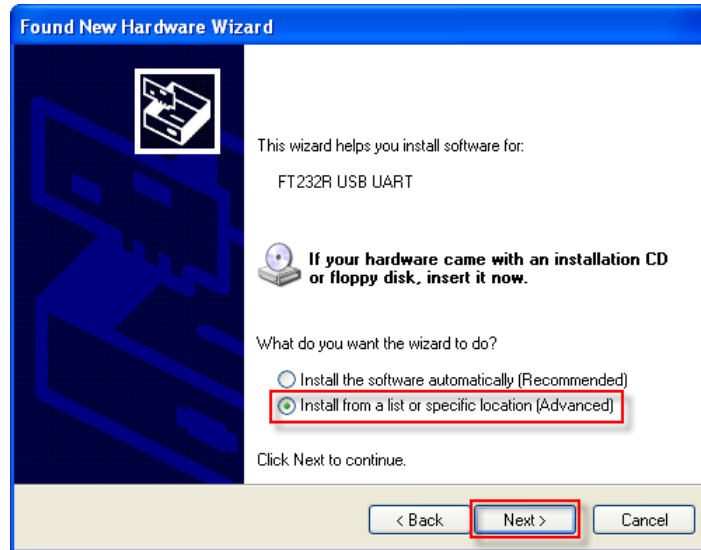 Found New Hardware Wizard
This wizard helps you install software for:
FT232R USB UART
If your hardware came with an installation CD
or floppy disk, insert it now.
What do you want the wizard to do?
Install the software automatically (Recommended)
Install from a list or specific location (Advanced)
Click Next to continue.
< Back Next > Cancel